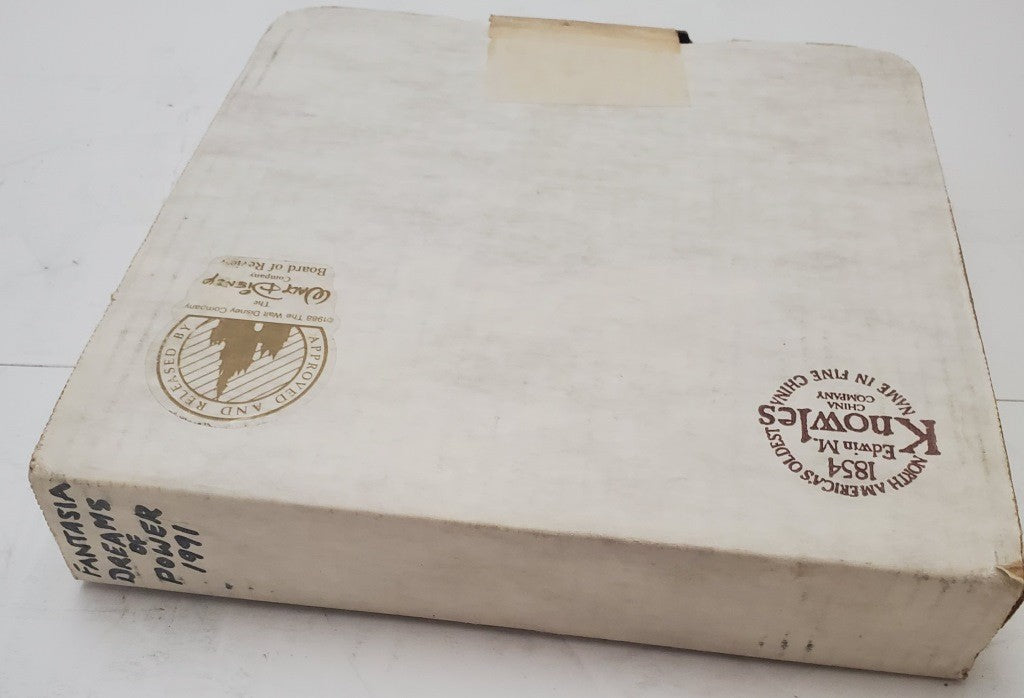 APPROVED AND RELEASED BY
©1988 The Walt Disney Company
The
WALT DISNEY
Company
Board of Review
NORTH AMERICA'S OLDEST NAME IN FINE CHINA
1854
Edwin M.
Knowles
CHINA
COMPANY
FANTASIA
DREAMS
OF
POWER
1991